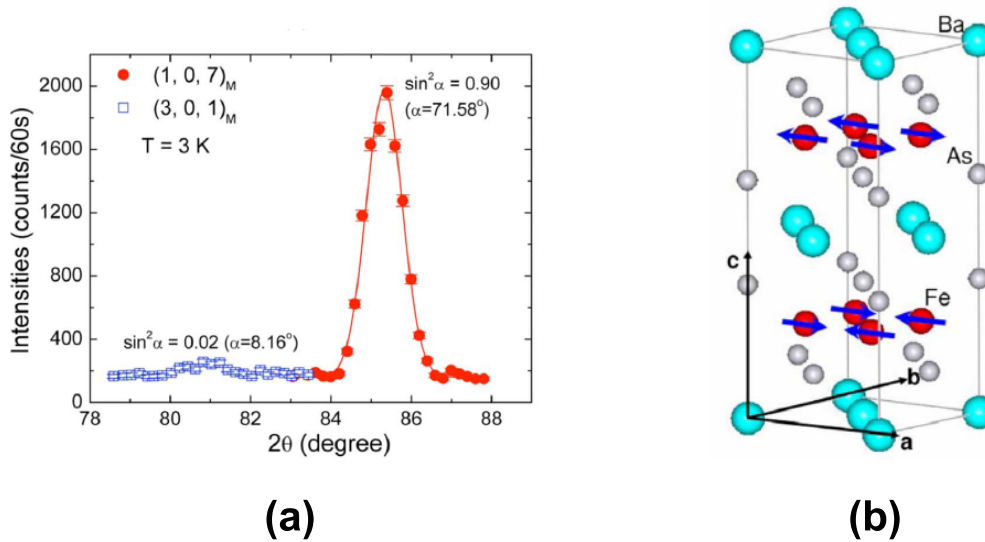 (1, 0, 7)M
(3, 0, 1)M
T = 3 K
sin²α = 0.90
(α=71.58°)
sin²α = 0.02 (α=8.16°)
2000
1600
1200
800
400
0
Intensities (counts/60s)
78 80 82 84 86 88
2θ (degree)
(a)
Ba
As
c
Fe
b
a
(b)